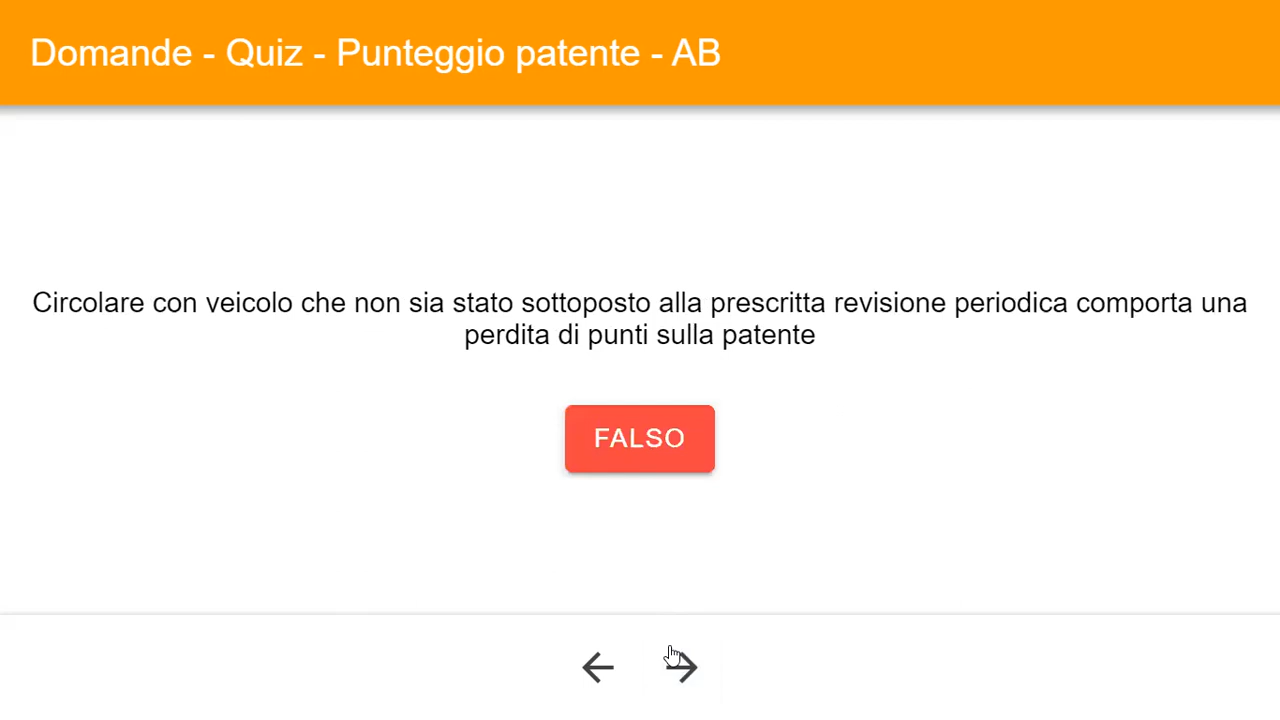 Domande - Quiz - Punteggio patente - AB
Circolare con veicolo che non sia stato sottoposto alla prescritta revisione periodica comporta una
perdita di punti sulla patente
FALSO